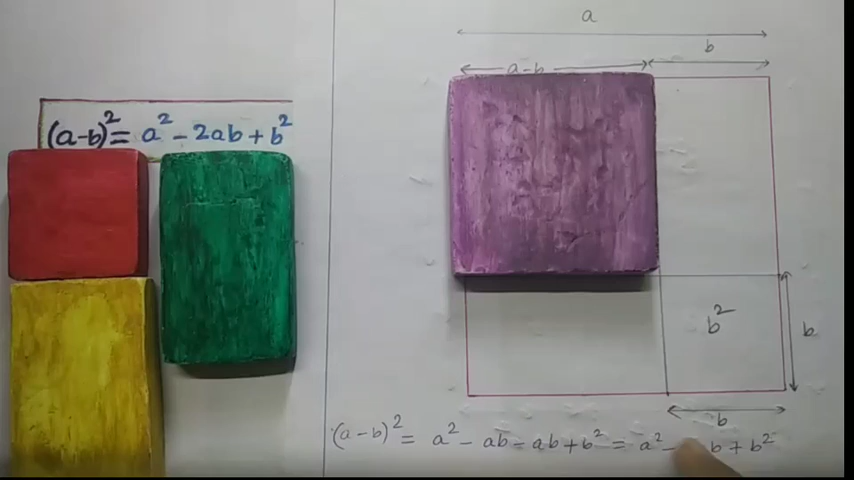 (a-b)² = a² - 2ab + b²
a
b
a-b
b²
b
b
(a-b)² = a² - ab - ab + b² = a² - b + b²